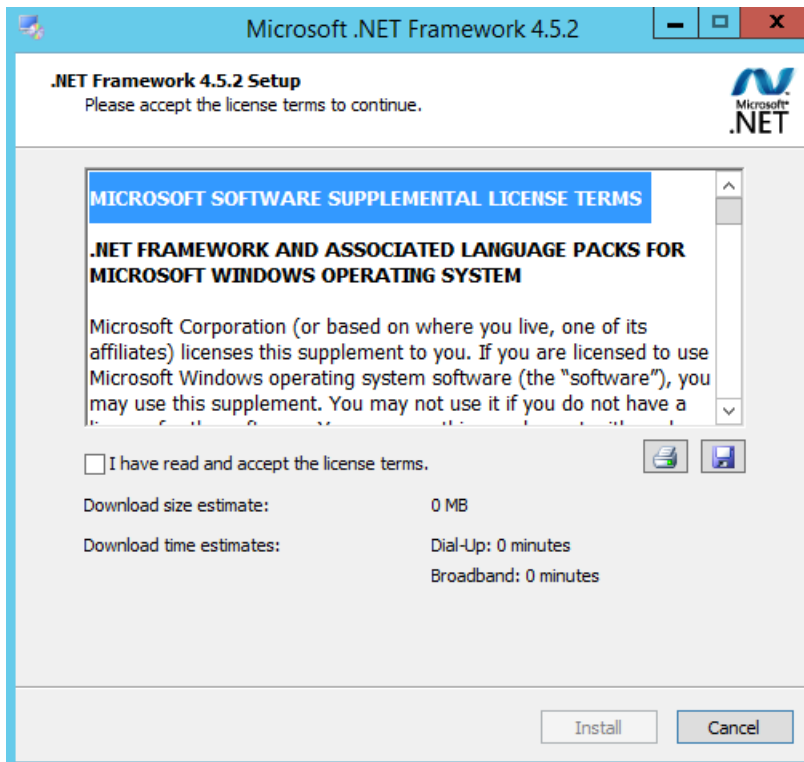 Microsoft .NET Framework 4.5.2
.NET Framework 4.5.2 Setup
Please accept the license terms to continue.
Microsoft
.NET
MICROSOFT SOFTWARE SUPPLEMENTAL LICENSE TERMS
.NET FRAMEWORK AND ASSOCIATED LANGUAGE PACKS FOR
MICROSOFT WINDOWS OPERATING SYSTEM
Microsoft Corporation (or based on where you live, one of its
affiliates) licenses this supplement to you. If you are licensed to use
Microsoft Windows operating system software (the “software”), you
may use this supplement. You may not use it if you do not have a
I have read and accept the license terms.
Download size estimate: 0 MB
Download time estimates: Dial-Up: 0 minutes
Broadband: 0 minutes
Install Cancel